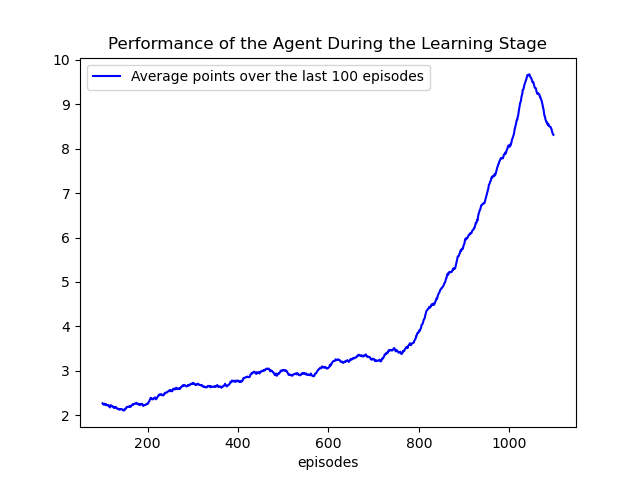 Performance of the Agent During the Learning Stage
Average points over the last 100 episodes
10
9
8
7
6
5
4
3
2
200 400 600 800 1000
episodes